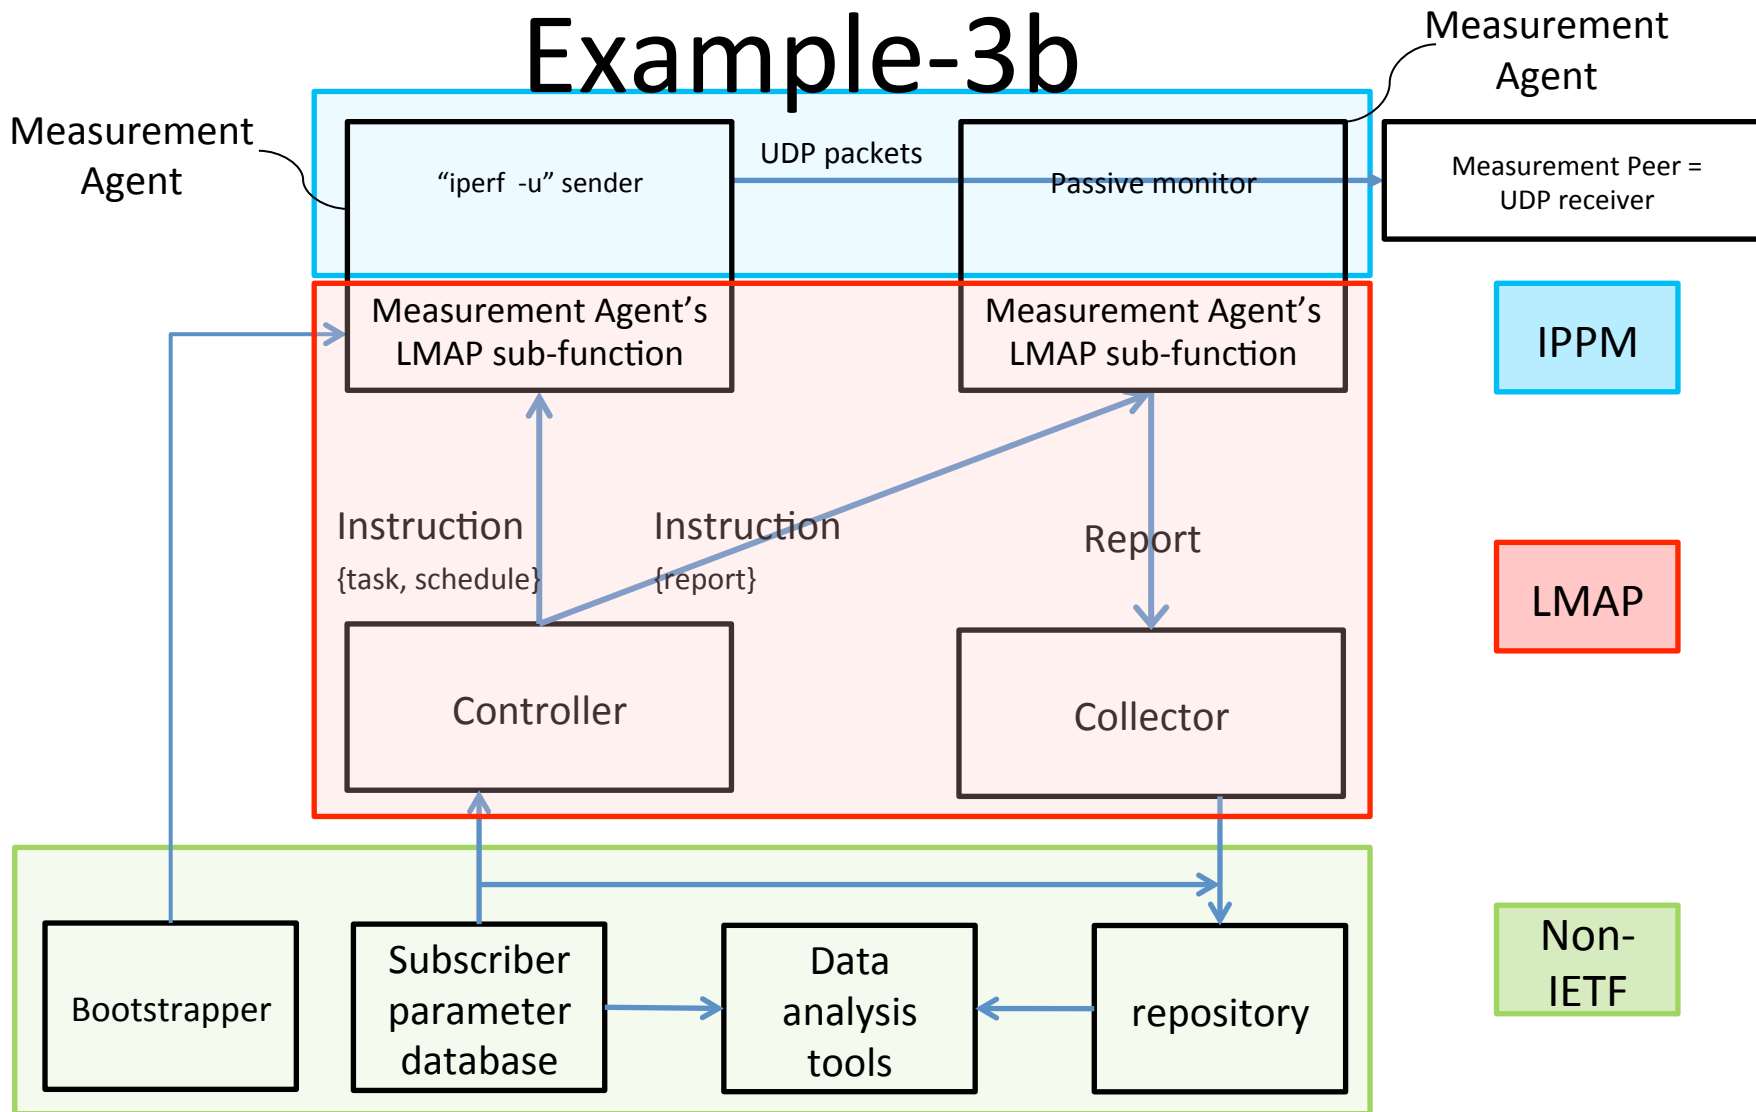 Example-3b
Measurement
Agent
Measurement
Agent
“iperf -u” sender
UDP packets
Passive monitor
Measurement Peer =
UDP receiver
Measurement Agent’s
LMAP sub-function
Measurement Agent’s
LMAP sub-function
IPPM
Instruction
{task, schedule}
Instruction
{report}
Report
LMAP
Controller
Collector
Bootstrapper
Subscriber
parameter
database
Data
analysis
tools
repository
Non-
IETF